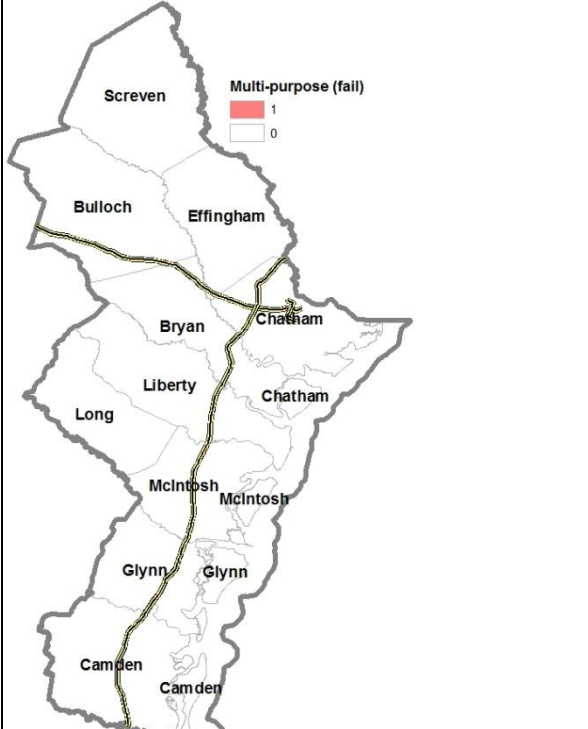 Screven
Multi-purpose (fail)
1
0
Bulloch
Effingham
Bryan
Chatham
Liberty
Chatham
Long
McIntosh
McIntosh
Glynn
Glynn
Camden
Camden